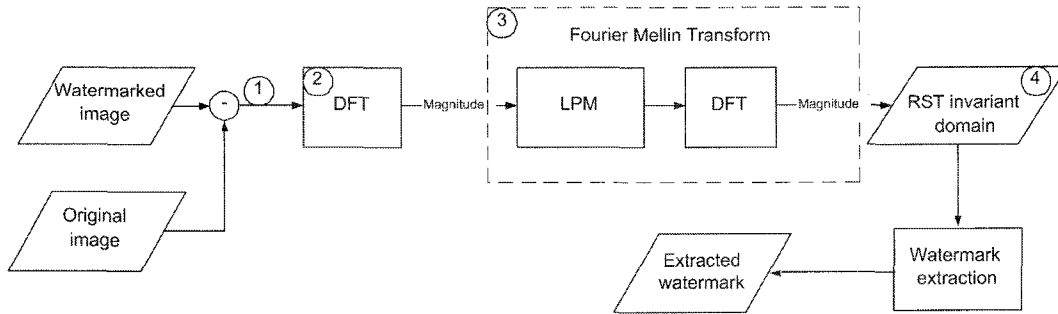 3
Fourier Mellin Transform
Watermarked
image
-
1
2
DFT
Magnitude
LPM
DFT
Magnitude
4
RST invariant
domain
Original
image
Extracted
watermark
Watermark
extraction